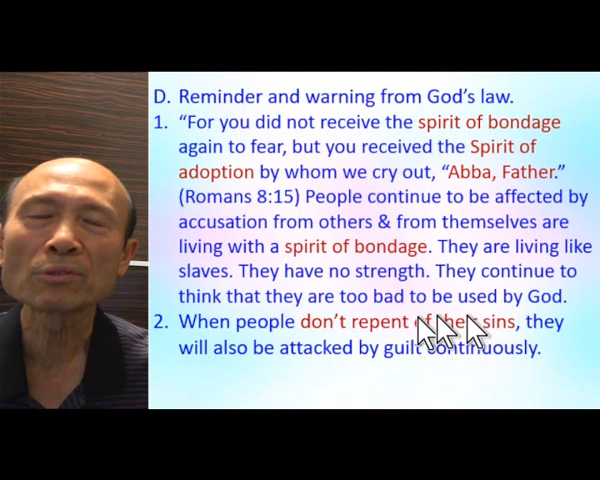 D. Reminder and warning from God's law.
1. "For you did not receive the spirit of bondage
again to fear, but you received the Spirit of
adoption by whom we cry out, "Abba, Father."
(Romans 8:15) People continue to be affected by
accusation from others & from themselves are
living with a spirit of bondage. They are living like
slaves. They have no strength. They continue to
think that they are too bad to be used by God.
2. When people don't repent of their sins, they
will also be attacked by guilt continuously.